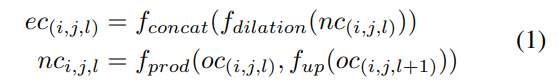 ec_{(i,j,l)} = f_{concat}(f_{dilation}(nc_{(i,j,l)}))
nc_{i,j,l} = f_{prod}(oc_{(i,j,l)}, f_{up}(oc_{(i,j,l+1)})) (1)